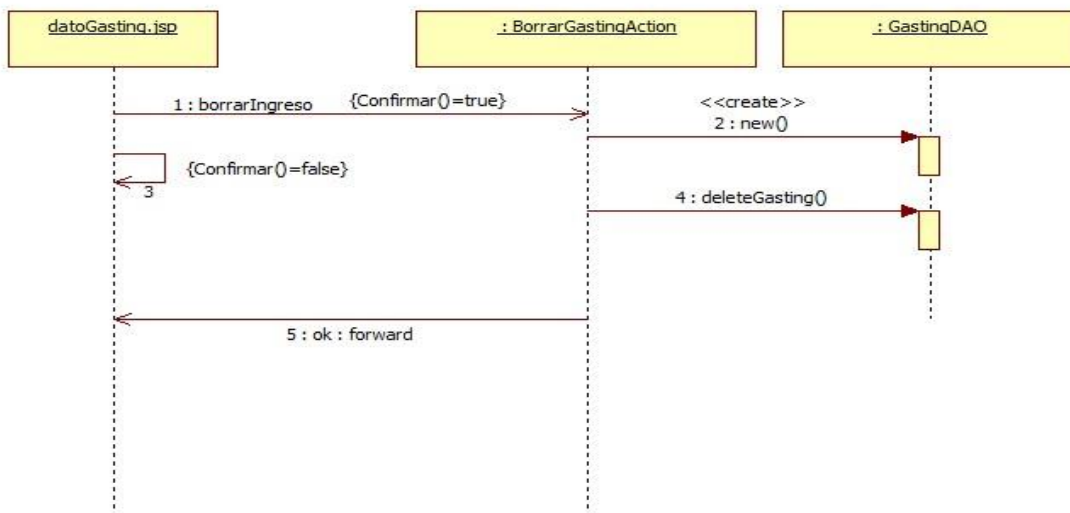 datoGasting.jsp
: BorrarGastingAction
: GastingDAO
1 : borrarIngreso
{Confirmar()=true}
<<create>>
2 : new()
{Confirmar()=false}
3
4 : deleteGasting()
5 : ok : forward